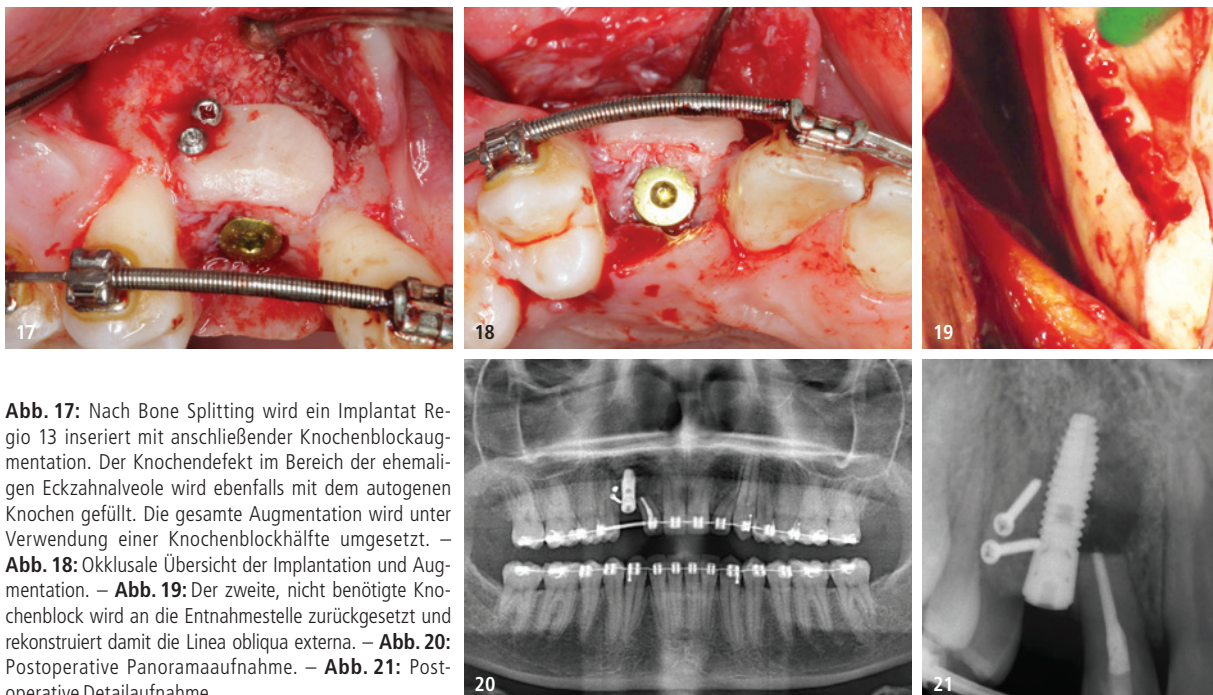 17
18
19
Abb. 17: Nach Bone Splitting wird ein Implantat Re-
gio 13 inseriert mit anschließender Knochenblockaug-
mentation. Der Knochendefekt im Bereich der ehemali-
gen Eckzahnalveole wird ebenfalls mit dem autogenen
Knochen gefüllt. Die gesamte Augmentation wird unter
Verwendung einer Knochenblockhälfte umgesetzt. –
Abb. 18: Okklusale Übersicht der Implantation und Aug-
mentation. – Abb. 19: Der zweite, nicht benötigte Kno-
chenblock wird an die Entnahmestelle zurückgesetzt und
rekonstruiert damit die Linea obliqua externa. – Abb. 20:
Postoperative Panoramaaufnahme. – Abb. 21: Post-
operative Detailaufnahme.
20
21